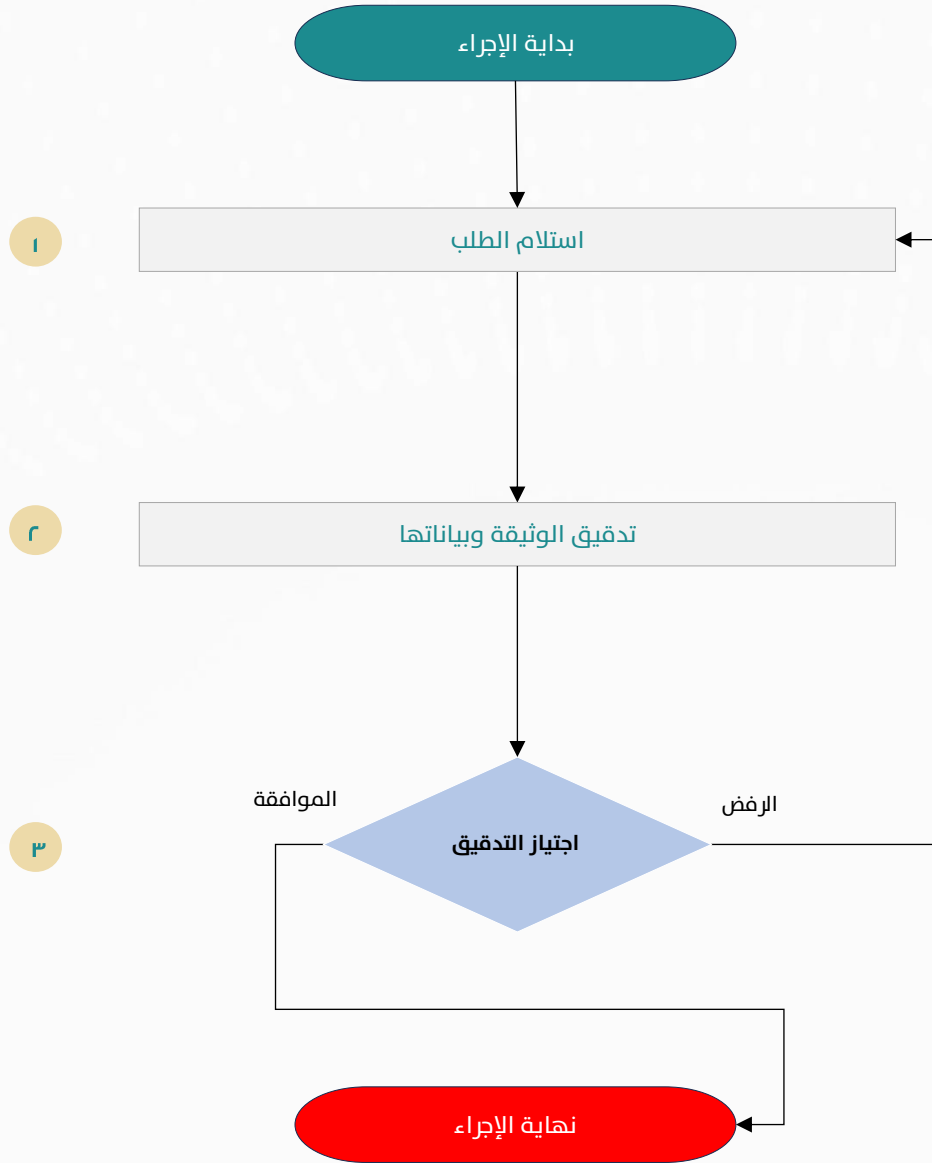 بداية الإجراء
١
استلام الطلب
٢
تدقيق الوثيقة وبياناتها
الموافقة
الرفض
٣
اجتياز التدقيق
نهاية الإجراء